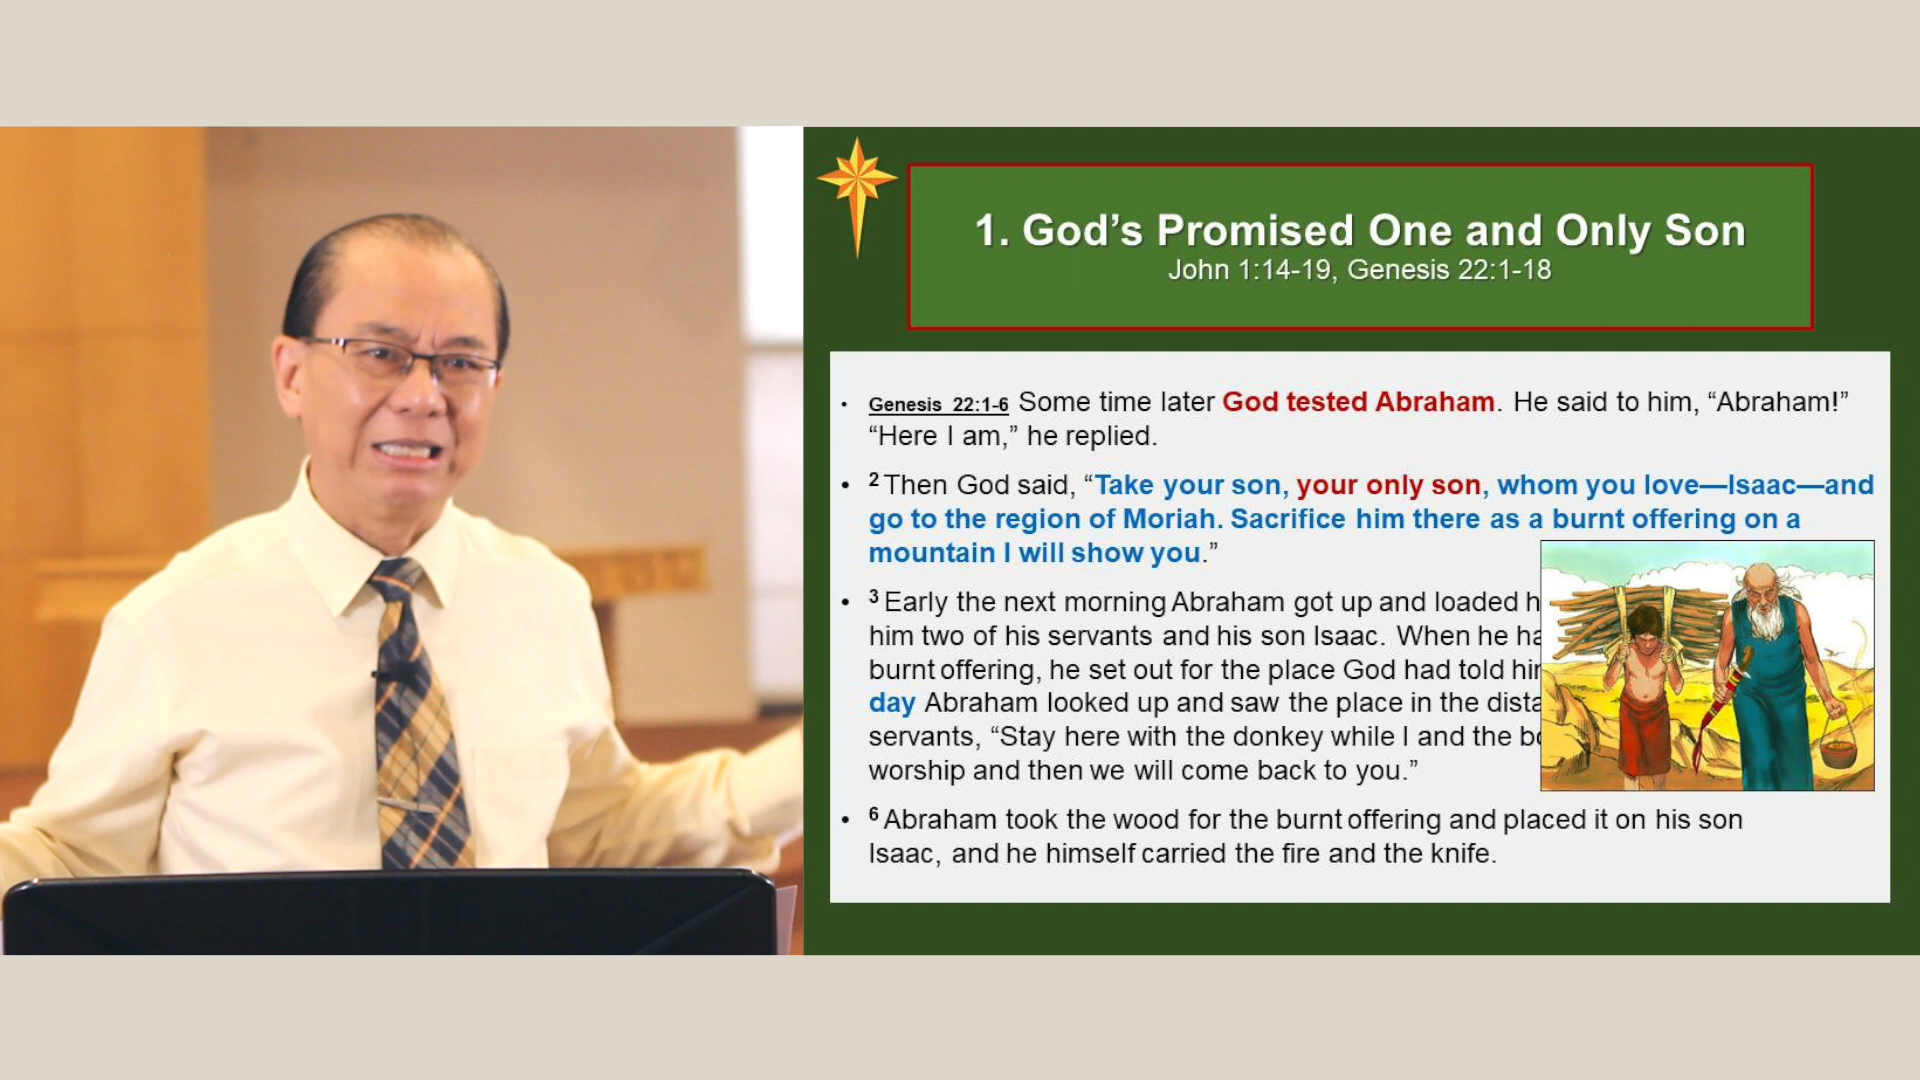 1. God’s Promised One and Only Son
John 1:14-19, Genesis 22:1-18
• Genesis 22:1-6 Some time later God tested Abraham. He said to him, “Abraham!”
“Here I am,” he replied.
• 2 Then God said, “Take your son, your only son, whom you love—Isaac—and
go to the region of Moriah. Sacrifice him there as a burnt offering on a
mountain I will show you.”
• 3 Early the next morning Abraham got up and loaded
him two of his servants and his son Isaac. When he
burnt offering, he set out for the place God had told
day Abraham looked up and saw the place in the
servants, “Stay here with the donkey while I and the
worship and then we will come back to you.”
• 6 Abraham took the wood for the burnt offering and placed it on his son
Isaac, and he himself carried the fire and the knife.